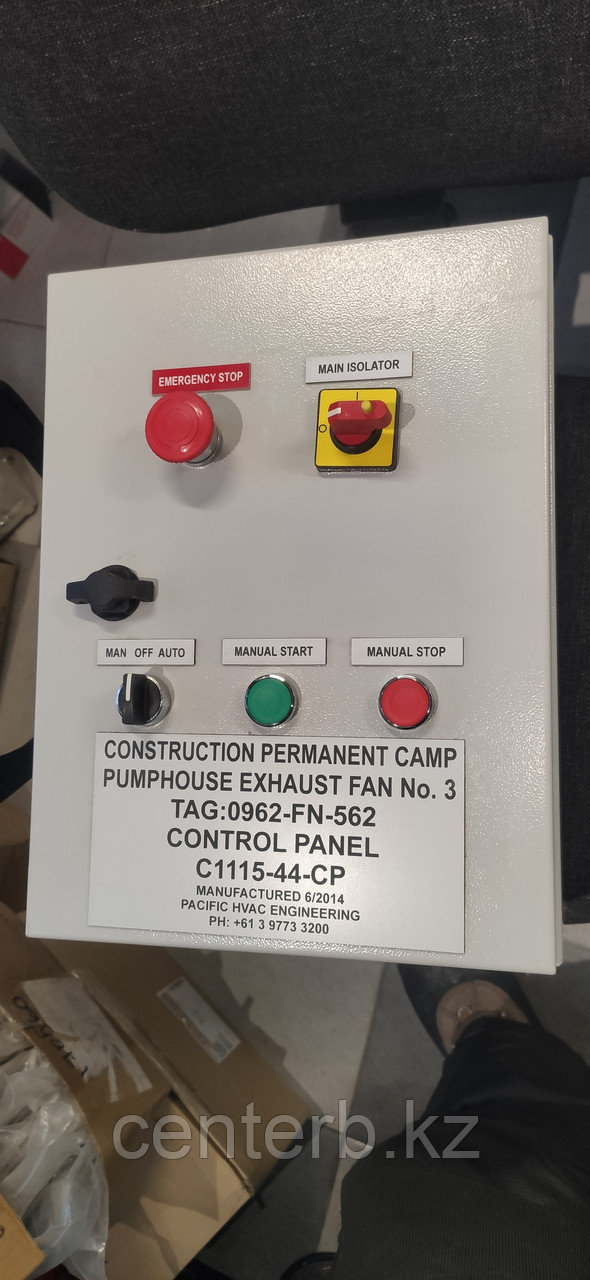 EMERGENCY STOP
MAIN ISOLATOR
I
O
MAN OFF AUTO
MANUAL START
MANUAL STOP
CONSTRUCTION PERMANENT CAMP
PUMPHOUSE EXHAUST FAN No. 3
TAG:0962-FN-562
CONTROL PANEL
C1115-44-CP
MANUFACTURED 6/2014
PACIFIC HVAC ENGINEERING
PH: +61 3 9773 3200
centerb.kz